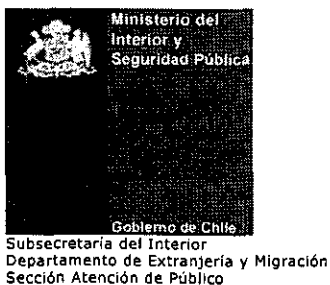 Ministerio del
Interior y
Seguridad Pública
Gobierno de Chile
Subsecretaría del Interior
Departamento de Extranjería y Migración
Sección Atención de Público